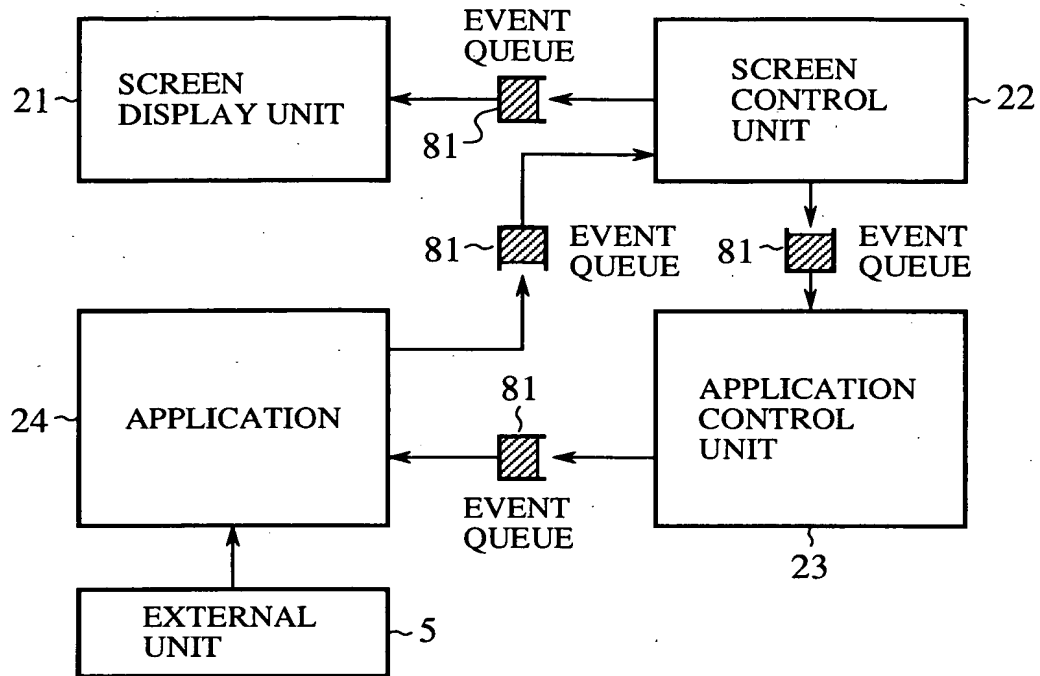 EVENT
QUEUE
21
SCREEN
DISPLAY UNIT
81
SCREEN
CONTROL
UNIT
22
81
EVENT
QUEUE
81
EVENT
QUEUE
24
APPLICATION
81
EVENT
QUEUE
APPLICATION
CONTROL
UNIT
23
EXTERNAL
UNIT
5